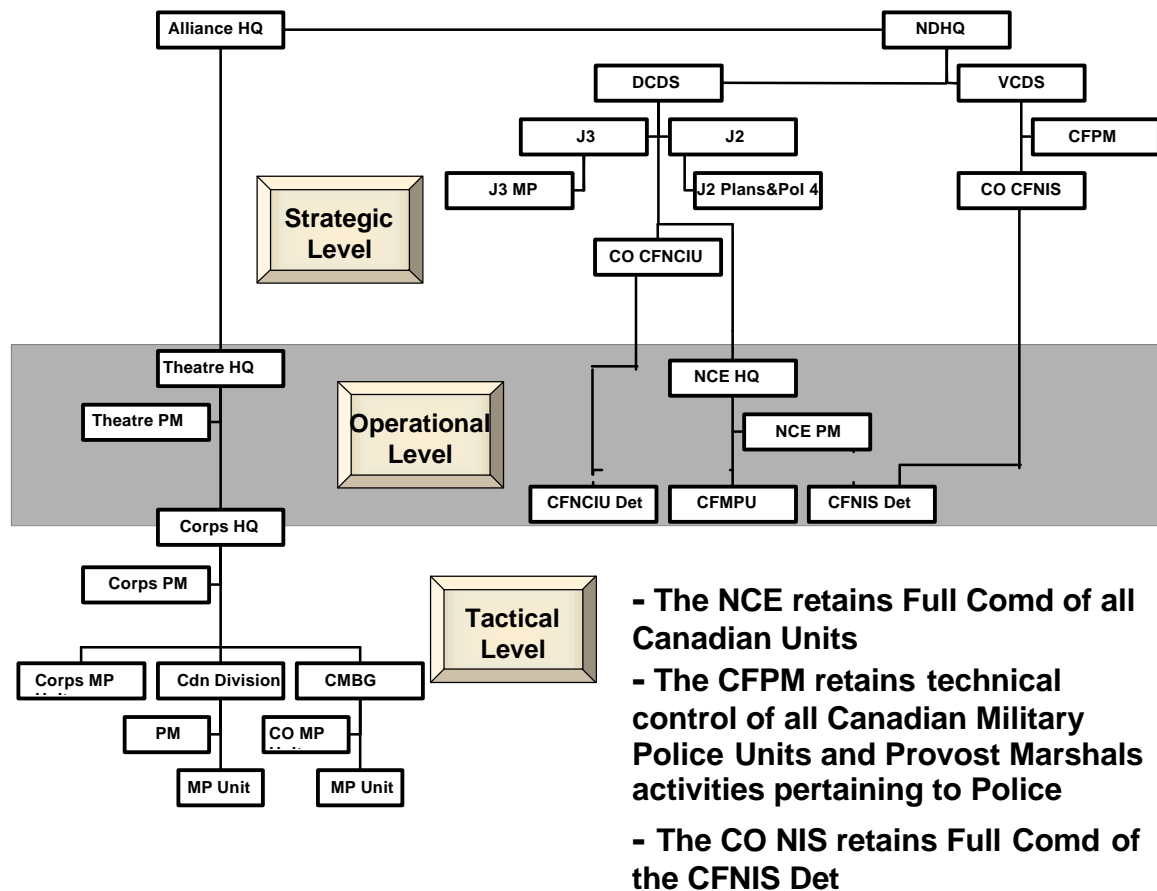 Alliance HQ
NDHQ
DCDS
VCDS
J3
J2
CFPM
J3 MP
J2 Plans&Pol 4
CO CFNIS
Strategic
Level
CO CFNCIU
Theatre HQ
NCE HQ
Theatre PM
Operational
Level
NCE PM
CFNCIU Det
CFMPU
CFNIS Det
Corps HQ
Corps PM
Tactical
Level
Corps MP
Cdn Division
CMBG
PM
CO MP
MP Unit
MP Unit
- The NCE retains Full Comd of all
Canadian Units
- The CFPM retains technical
control of all Canadian Military
Police Units and Provost Marshals
activities pertaining to Police
- The CO NIS retains Full Comd of
the CFNIS Det